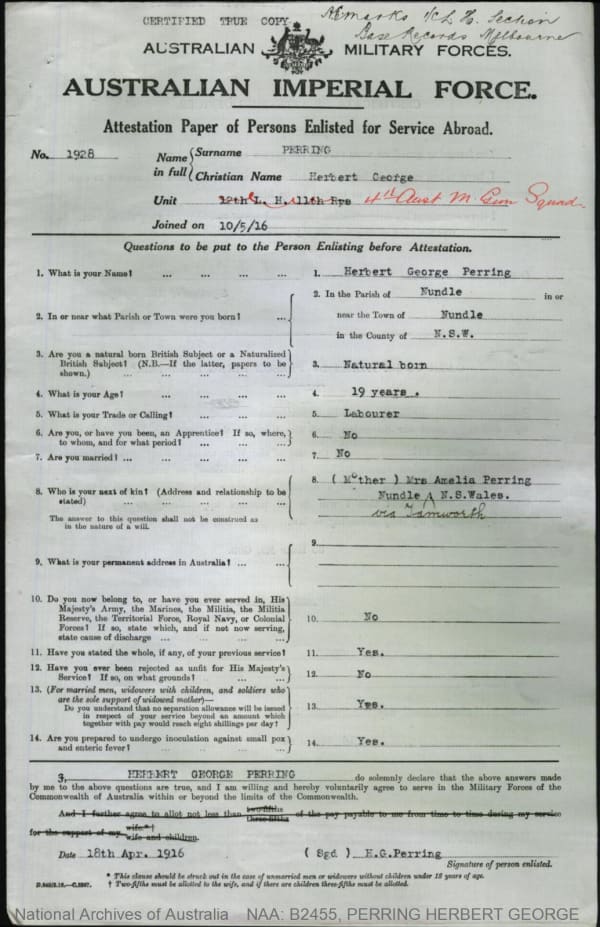 CERTIFIED TRUE COPY
Remarks O/C L. H. Section
Base Records Melbourne
AUSTRALIAN MILITARY FORCES.
AUSTRALIAN IMPERIAL FORCE.
Attestation Paper of Persons Enlisted for Service Abroad.
No. 1928
Name in full { Surname PERRING
Christian Name Herbert George
Unit 12th L. H. 11th Rps 4th Aust M. Gun Squad.
Joined on 10/5/16
Questions to be put to the Person Enlisting before Attestation.
1. What is your Name? ... ... ... ... 1. Herbert George Perring
2. In or near what Parish or Town were you born? ... { 2. In the Parish of Nundle in or
near the Town of Nundle
in the County of N.S.W.
3. Are you a natural born British Subject or a Naturalized
British Subject? (N.B.—If the latter, papers to be
shown.) ... ... ... ... } 3. Natural born
4. What is your Age? ... ... ... 4. 19 years.
5. What is your Trade or Calling? ... ... ... 5. Labourer
6. Are you, or have you been, an Apprentice? If so, where,
to whom, and for what period? ... ... ... } 6. No
7. Are you married? ... ... ... ... ... 7. No
8. Who is your next of kin? (Address and relationship to be
stated) ... ... ... ...
8. ( Mother ) Mrs Amelia Perring
Nundle N.S.Wales.
via Tamworth
The answer to this question shall not be construed as
in the nature of a will.
9. What is your permanent address in Australia? ... ... 9.
10. Do you now belong to, or have you ever served in, His
Majesty's Army, the Marines, the Militia, the Militia
Reserve, the Territorial Force, Royal Navy, or Colonial
Forces? If so, state which, and if not now serving,
state cause of discharge ... ... ... ... } 10. No
11. Have you stated the whole, if any, of your previous service? 11. Yes.
12. Have you ever been rejected as unfit for His Majesty's
Service? If so, on what grounds? ... ... } 12. No
13. (For married men, widowers with children, and soldiers who
are the sole support of widowed mother)—
Do you understand that no separation allowance will be issued
in respect of your service beyond an amount which
together with pay would reach eight shillings per day? } 13. Yes.
14. Are you prepared to undergo inoculation against small pox
and enteric fever? ... ... ... ... } 14. Yes.
I, HERBERT GEORGE PERRING do solemnly declare that the above answers made
by me to the above questions are true, and I am willing and hereby voluntarily agree to serve in the Military Forces of the
Commonwealth of Australia within or beyond the limits of the Commonwealth.
And I further agree to allot not less than two-fifths three-fifths of the pay payable to me from time to time during my service
for the support of my wife*† wife and children.
Date 18th Apr. 1916 ( Sgd ) H.G.Perring
Signature of person enlisted.
* This clause should be struck out in the case of unmarried men or widowers without children under 18 years of age.
† Two-fifths must be allotted to the wife, and if there are children three-fifths must be allotted.
National Archives of Australia NAA: B2455, PERRING HERBERT GEORGE